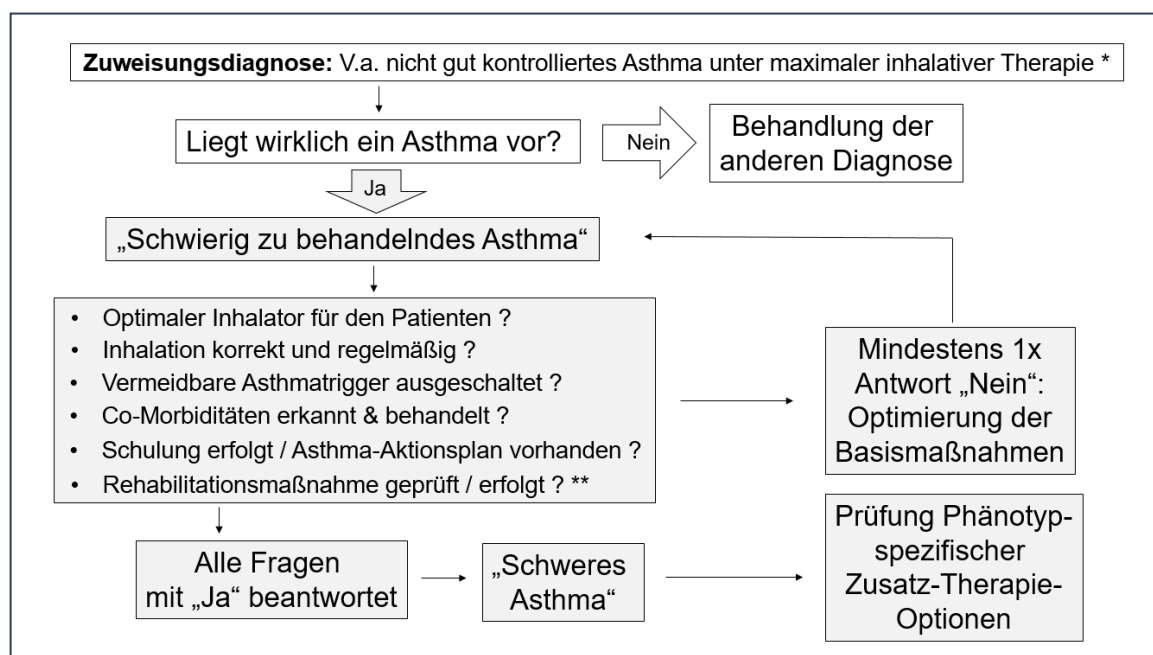 Zuweisungsdiagnose: V.a. nicht gut kontrolliertes Asthma unter maximaler inhalativer Therapie *
Liegt wirklich ein Asthma vor?
Nein
Behandlung der
anderen Diagnose
Ja
„Schwierig zu behandelndes Asthma“
• Optimaler Inhalator für den Patienten ?
• Inhalation korrekt und regelmäßig ?
• Vermeidbare Asthmatrigger ausgeschaltet ?
• Co-Morbiditäten erkannt & behandelt ?
• Schulung erfolgt / Asthma-Aktionsplan vorhanden ?
• Rehabilitationsmaßnahme geprüft / erfolgt ? **
Mindestens 1x
Antwort „Nein“:
Optimierung der
Basismaßnahmen
Alle Fragen
mit „Ja“ beantwortet
„Schweres
Asthma“
Prüfung Phänotyp-
spezifischer
Zusatz-Therapie-
Optionen